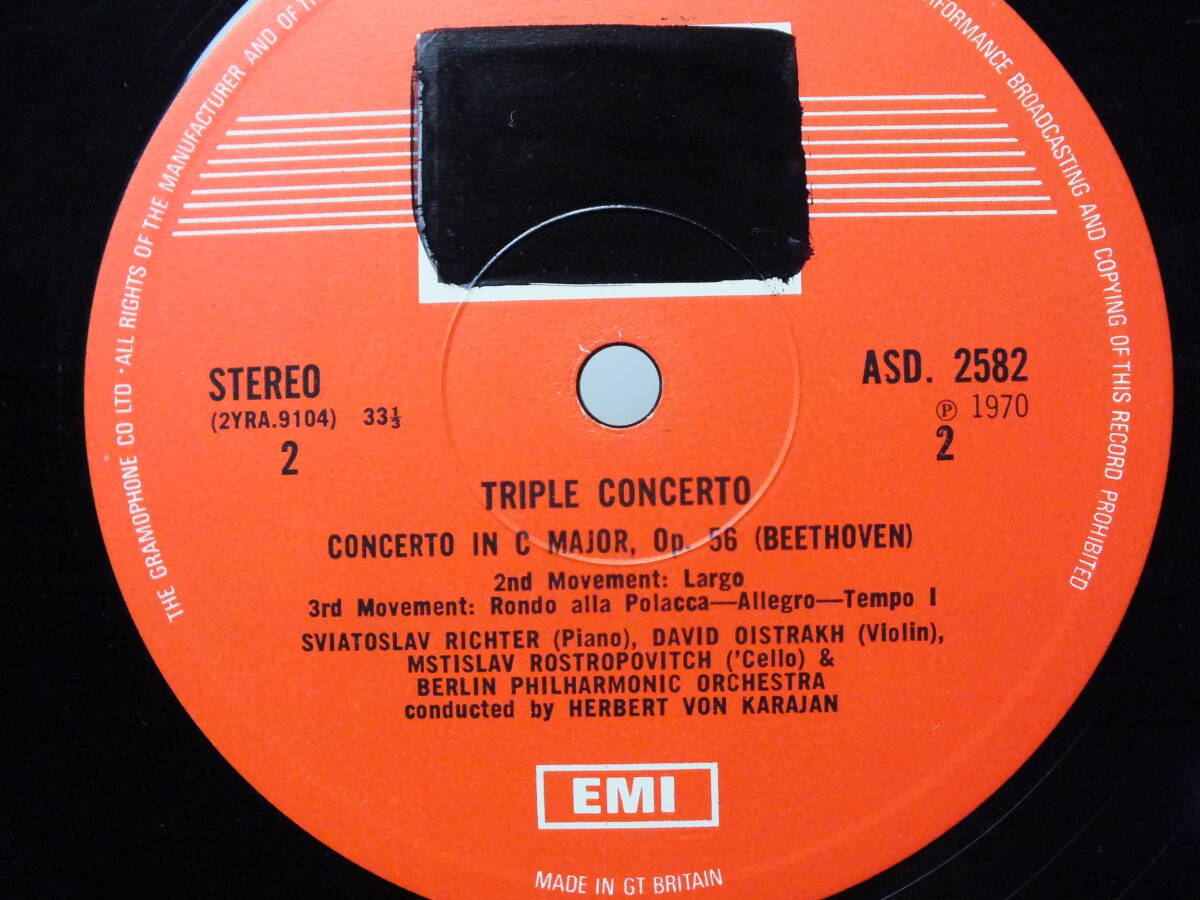 THE GRAMOPHONE CO LTD · ALL RIGHTS OF THE MANUFACTURER AND OF THE
PERFORMANCE BROADCASTING AND COPYING OF THIS RECORD PROHIBITED
STEREO
(2YRA.9104) 33⅓
2
ASD. 2582
℗ 1970
2
TRIPLE CONCERTO
CONCERTO IN C MAJOR, Op. 56 (BEETHOVEN)
2nd Movement: Largo
3rd Movement: Rondo alla Polacca—Allegro—Tempo I
SVIATOSLAV RICHTER (Piano), DAVID OISTRAKH (Violin),
MSTISLAV ROSTROPOVITCH ('Cello) &
BERLIN PHILHARMONIC ORCHESTRA
conducted by HERBERT VON KARAJAN
EMI
MADE IN GT. BRITAIN